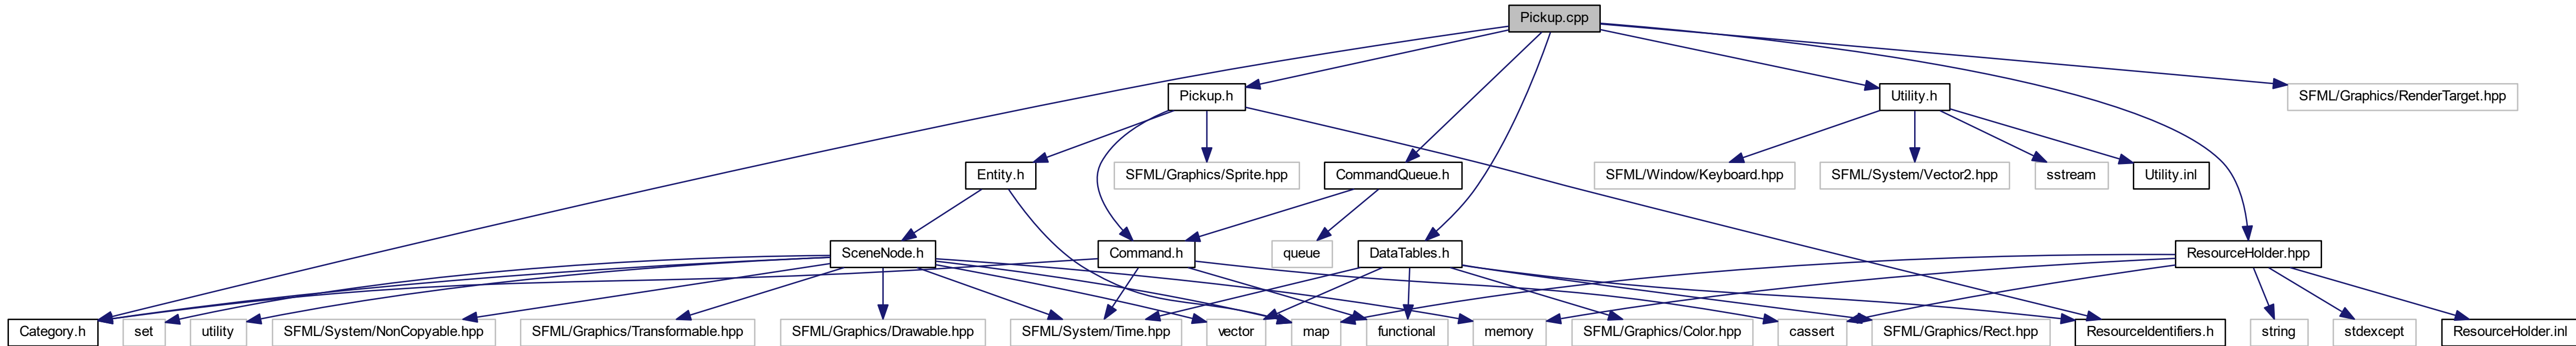 Pickup.cpp
Pickup.h
Utility.h
SFML/Graphics/RenderTarget.hpp
Entity.h
SFML/Graphics/Sprite.hpp
CommandQueue.h
SFML/Window/Keyboard.hpp
SFML/System/Vector2.hpp
sstream
Utility.inl
SceneNode.h
Command.h
queue
DataTables.h
ResourceHolder.hpp
Category.h
set
utility
SFML/System/NonCopyable.hpp
SFML/Graphics/Transformable.hpp
SFML/Graphics/Drawable.hpp
SFML/System/Time.hpp
vector
map
functional
memory
SFML/Graphics/Color.hpp
cassert
SFML/Graphics/Rect.hpp
ResourceIdentifiers.h
string
stdexcept
ResourceHolder.inl